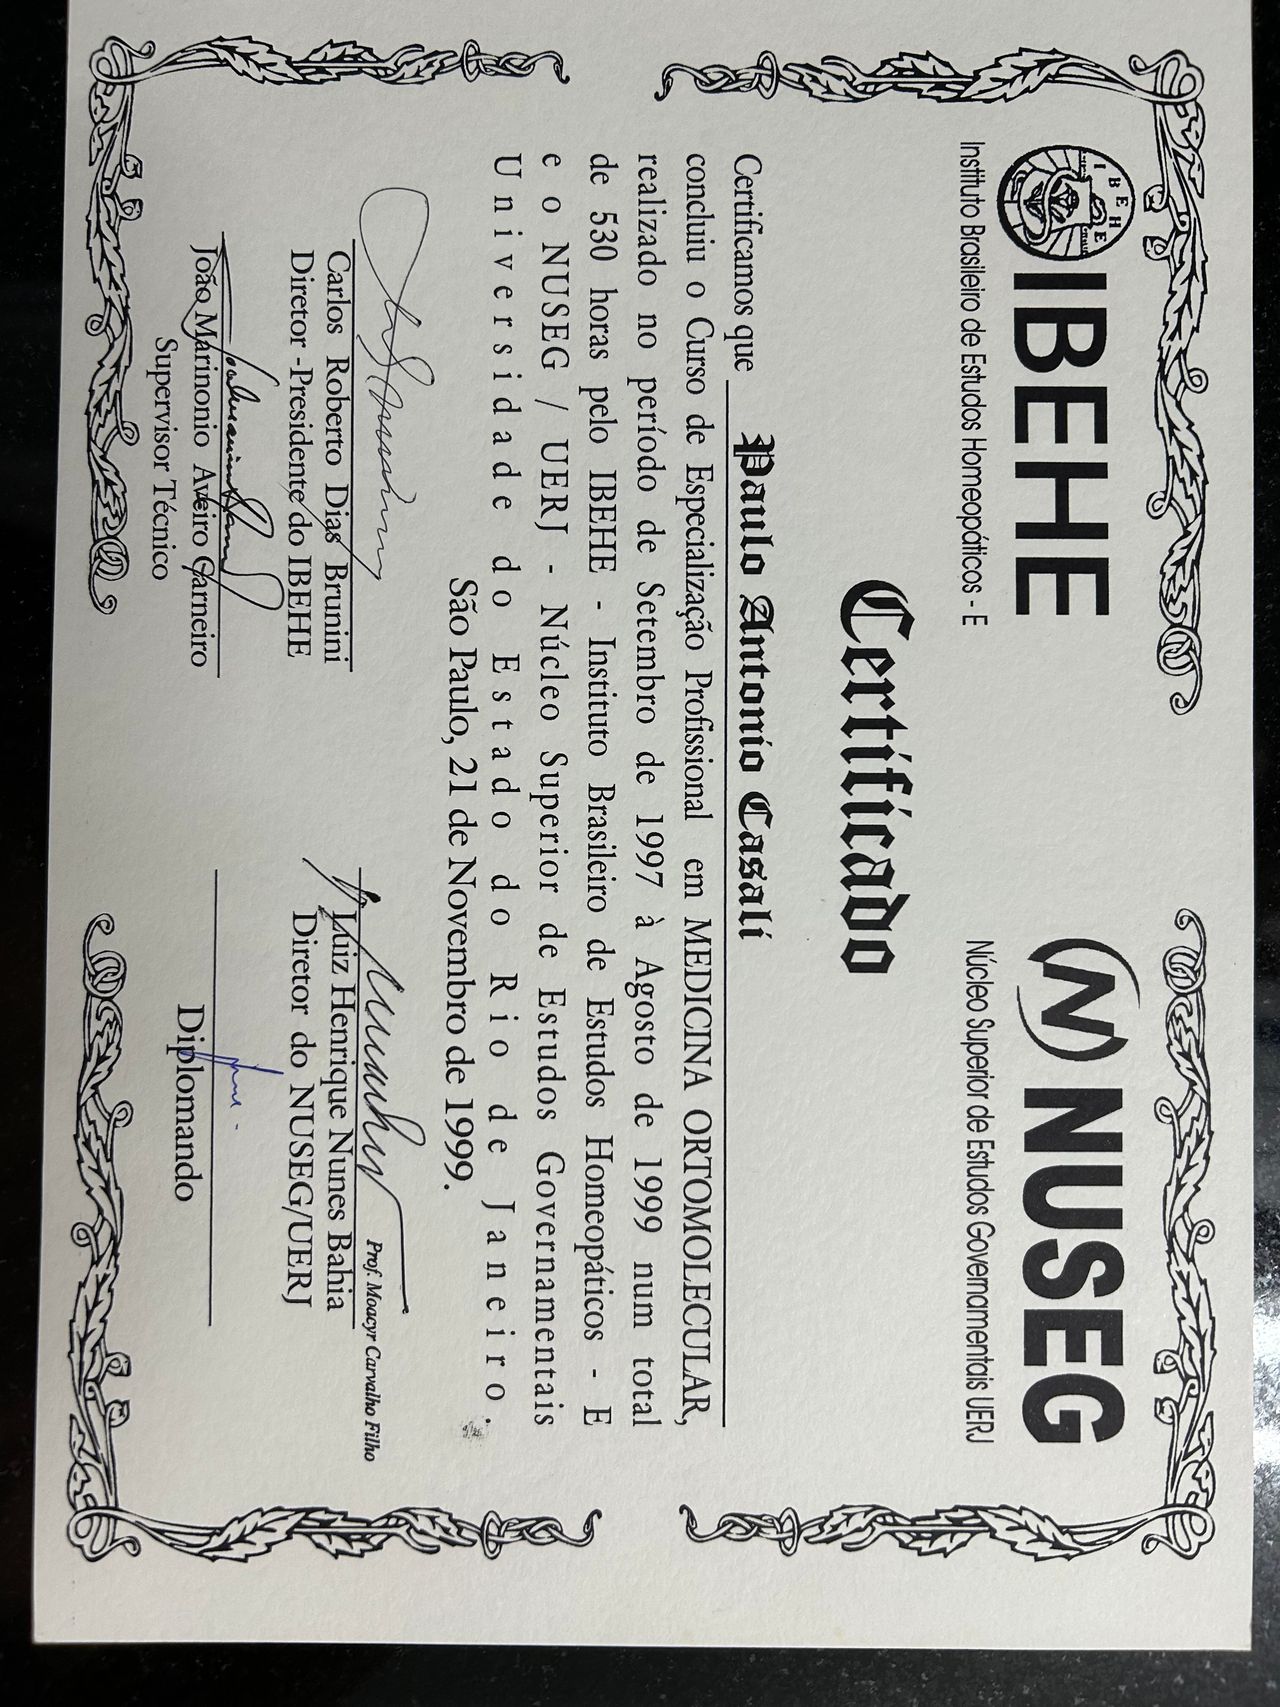 IBEHE
IBEHE
Instituto Brasileiro de Estudos Homeopáticos - E
NUSEG
Núcleo Superior de Estudos Governamentais UERJ
Certificado
Certificamos que Paulo Antonio Casali
concluiu o Curso de Especialização Profissional em MEDICINA ORTOMOLECULAR,
realizado no período de Setembro de 1997 à Agosto de 1999 num total
de 530 horas pelo IBEHE - Instituto Brasileiro de Estudos Homeopáticos - E
e o NUSEG / UERJ - Núcleo Superior de Estudos Governamentais
Universidade do Estado do Rio de Janeiro.
São Paulo, 21 de Novembro de 1999.
Carlos Roberto Dias Brunini
Diretor -Presidente do IBEHE
Prof. Moacyr Carvalho Filho
Luiz Henrique Nunes Bahia
Diretor do NUSEG/UERJ
João Marinonio Aveiro Carneiro
Supervisor Técnico
Diplomando